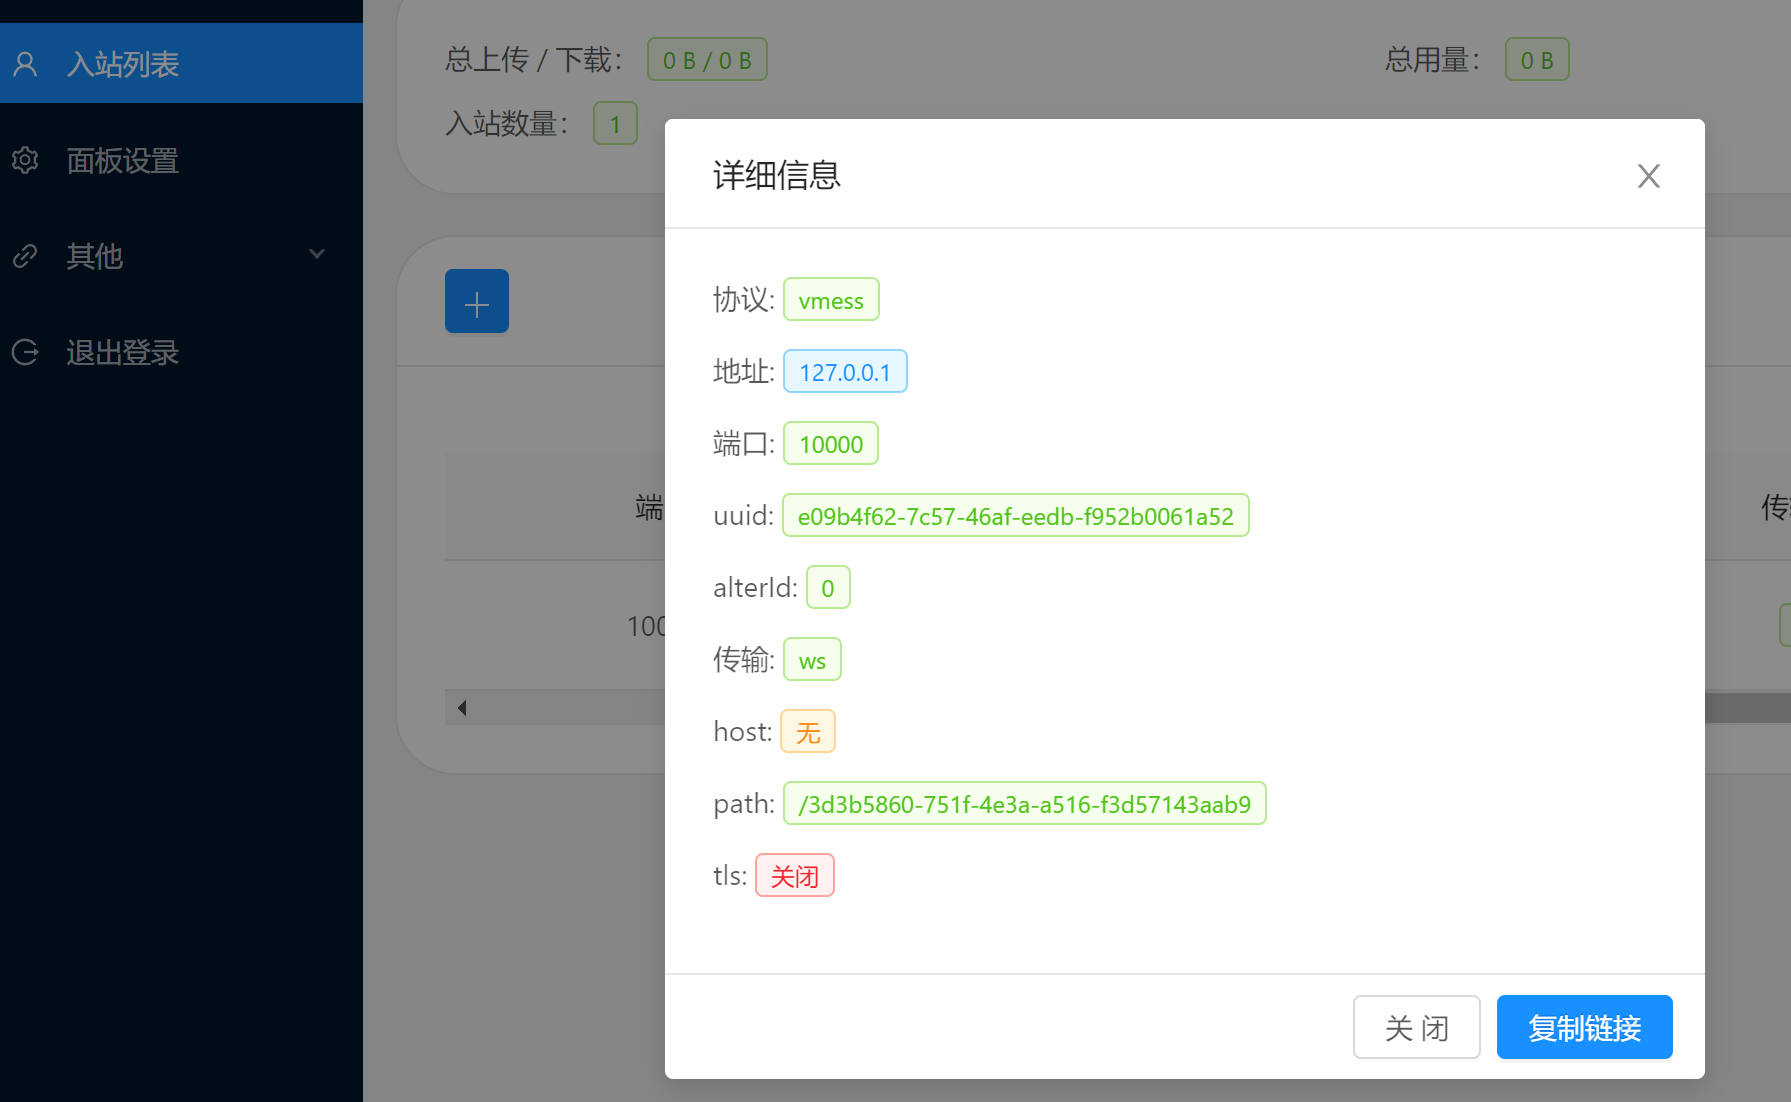 入站列表
面板设置
其他
退出登录
总上传 / 下载： 0 B / 0 B
总用量： 0 B
入站数量： 1
端
传
100
详细信息
协议: vmess
地址: 127.0.0.1
端口: 10000
uuid: e09b4f62-7c57-46af-eedb-f952b0061a52
alterId: 0
传输: ws
host: 无
path: /3d3b5860-751f-4e3a-a516-f3d57143aab9
tls: 关闭
关 闭
复制链接